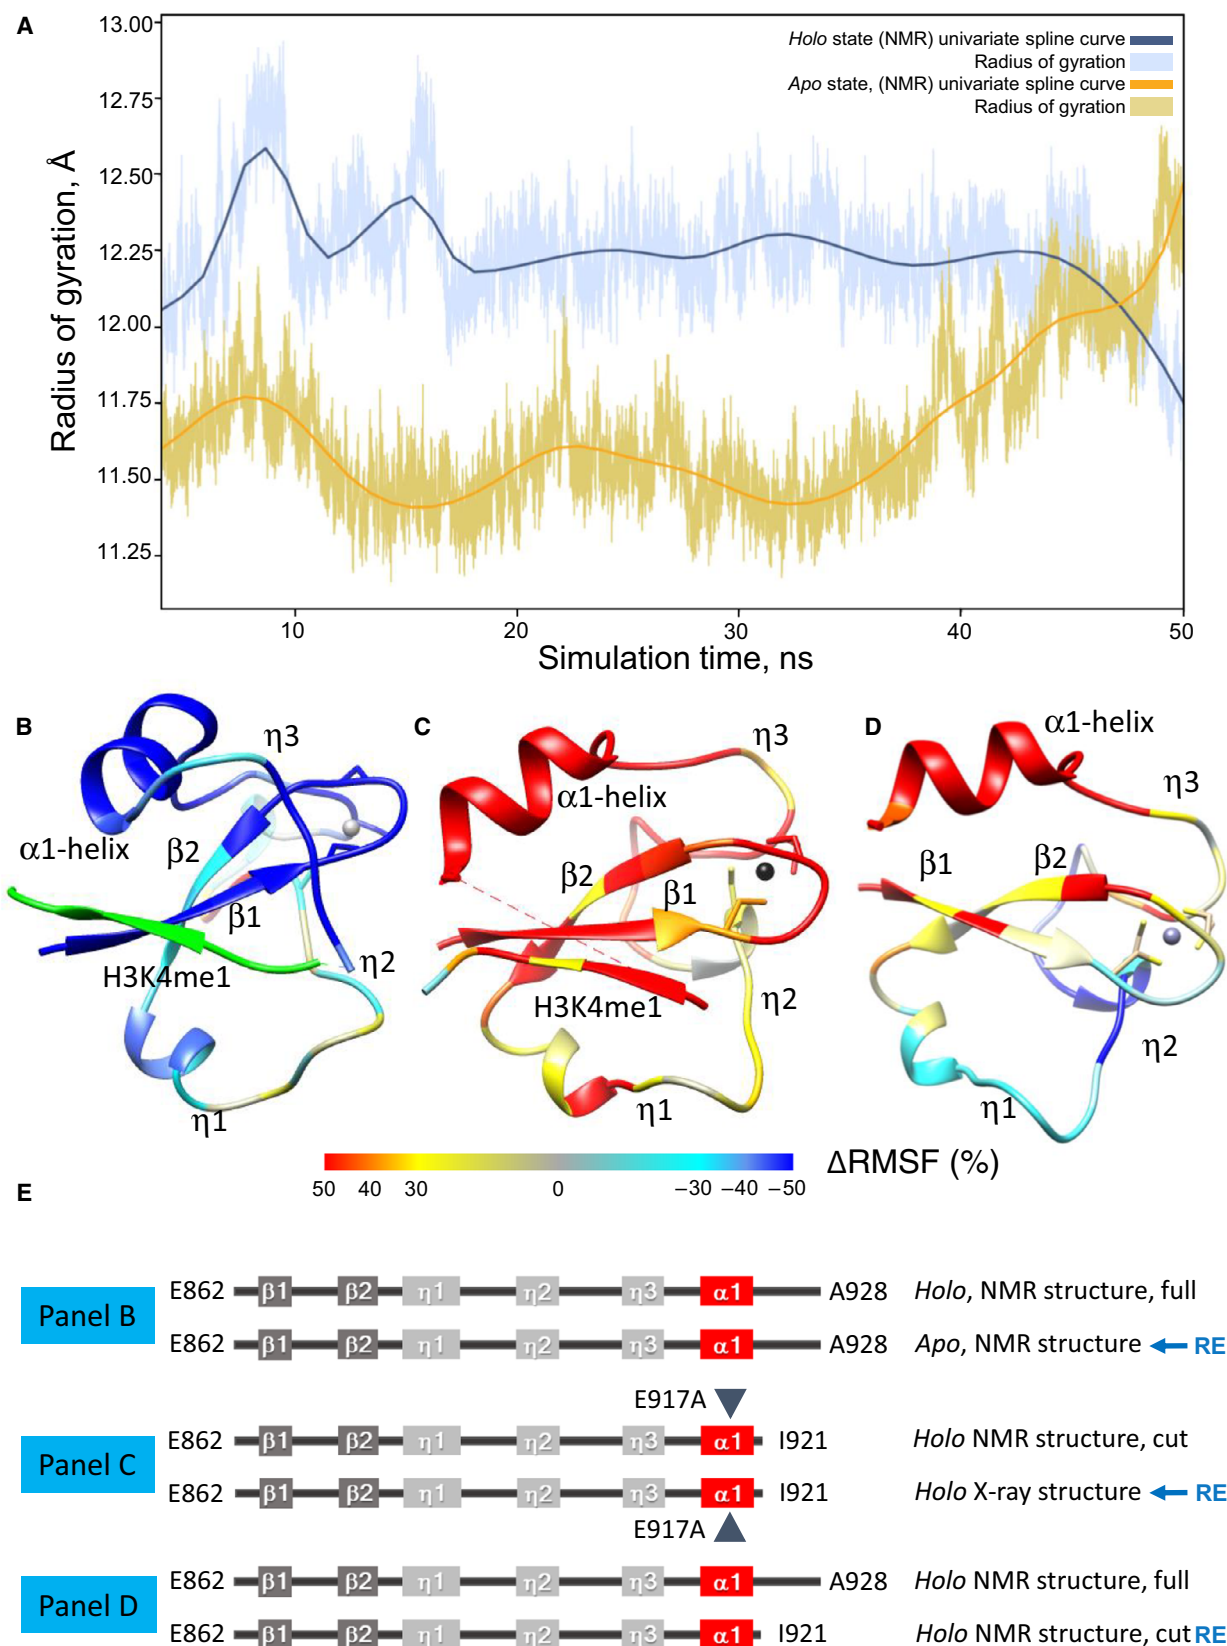 A
13.00
12.75
12.50
12.25
12.00
11.75
11.50
11.25
Radius of gyration, Å
Holo state (NMR) univariate spline curve
Radius of gyration
Apo state, (NMR) univariate spline curve
Radius of gyration
10 20 30 40 50
Simulation time, ns
B
η3
α1-helix
β2
β1
H3K4me1
η2
η1
C
η3
α1-helix
β2
β1
H3K4me1
η2
η1
D
α1-helix
η3
β1
β2
η2
η1
50 40 30 0 −30 −40 −50
ΔRMSF (%)
E
Panel B
E862 β1 β2 η1 η2 η3 α1 A928 Holo, NMR structure, full
E862 β1 β2 η1 η2 η3 α1 A928 Apo, NMR structure ← RE
Panel C
E917A
E862 β1 β2 η1 η2 η3 α1 I921 Holo NMR structure, cut
E862 β1 β2 η1 η2 η3 α1 I921 Holo X-ray structure ← RE
E917A
Panel D
E862 β1 β2 η1 η2 η3 α1 A928 Holo NMR structure, full
E862 β1 β2 η1 η2 η3 α1 I921 Holo NMR structure, cut RE